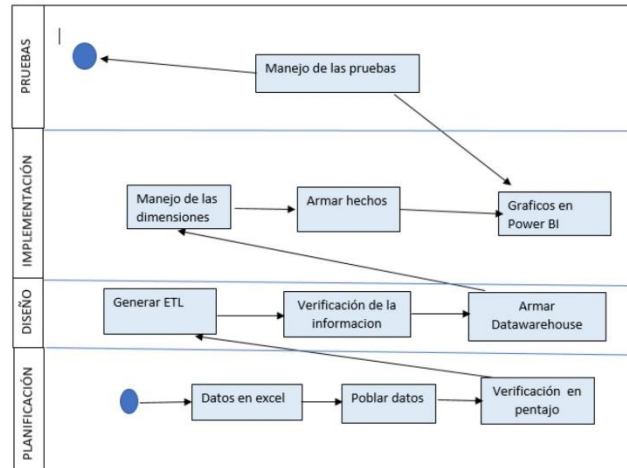 PRUEBAS
Manejo de las pruebas
IMPLEMENTACIÓN
Manejo de las
dimensiones
Armar hechos
Graficos en
Power BI
DISEÑO
Generar ETL
Verificación de la
informacion
Armar
Datawarehouse
PLANIFICACIÓN
Datos en excel
Poblar datos
Verificación en
pentajo